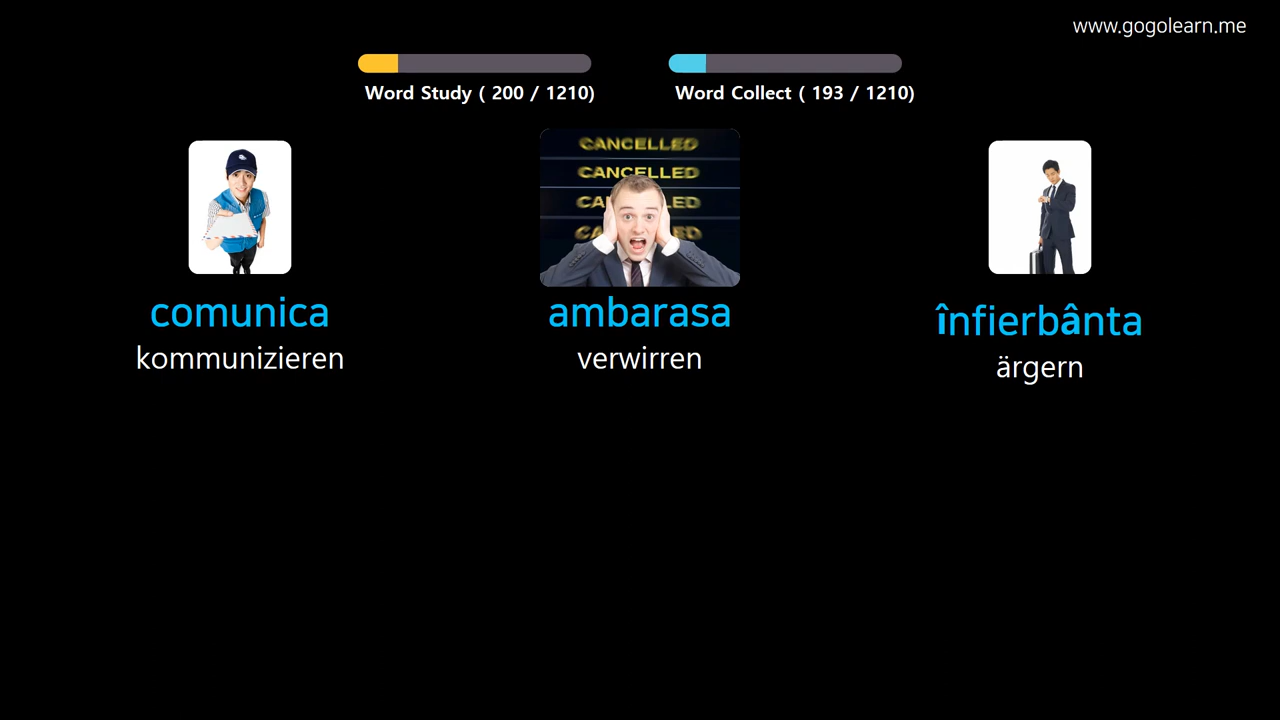 www.gogolearn.me
Word Study ( 200 / 1210)
Word Collect ( 193 / 1210)
CANCELLED
CANCELLED
comunica
ambarasa
înfierbânta
kommunizieren
verwirren
ärgern